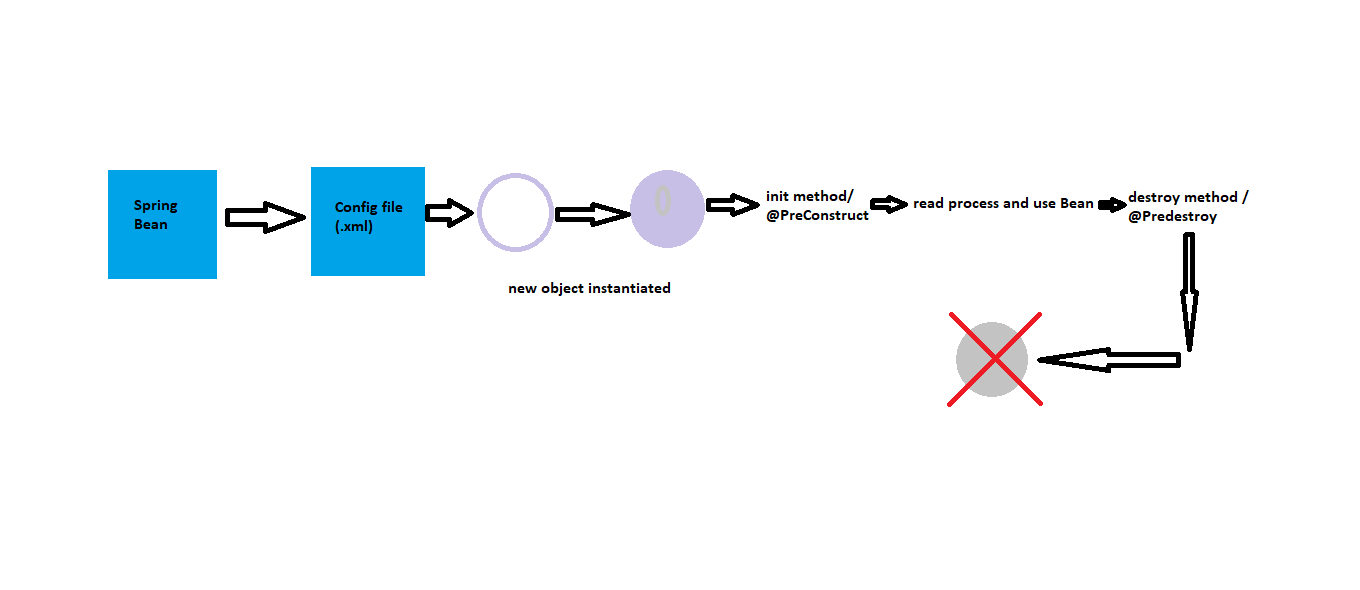 Spring
Bean
Config file
(.xml)
0
new object instantiated
init method/
@PreConstruct
read process and use Bean
destroy method /
@Predestroy